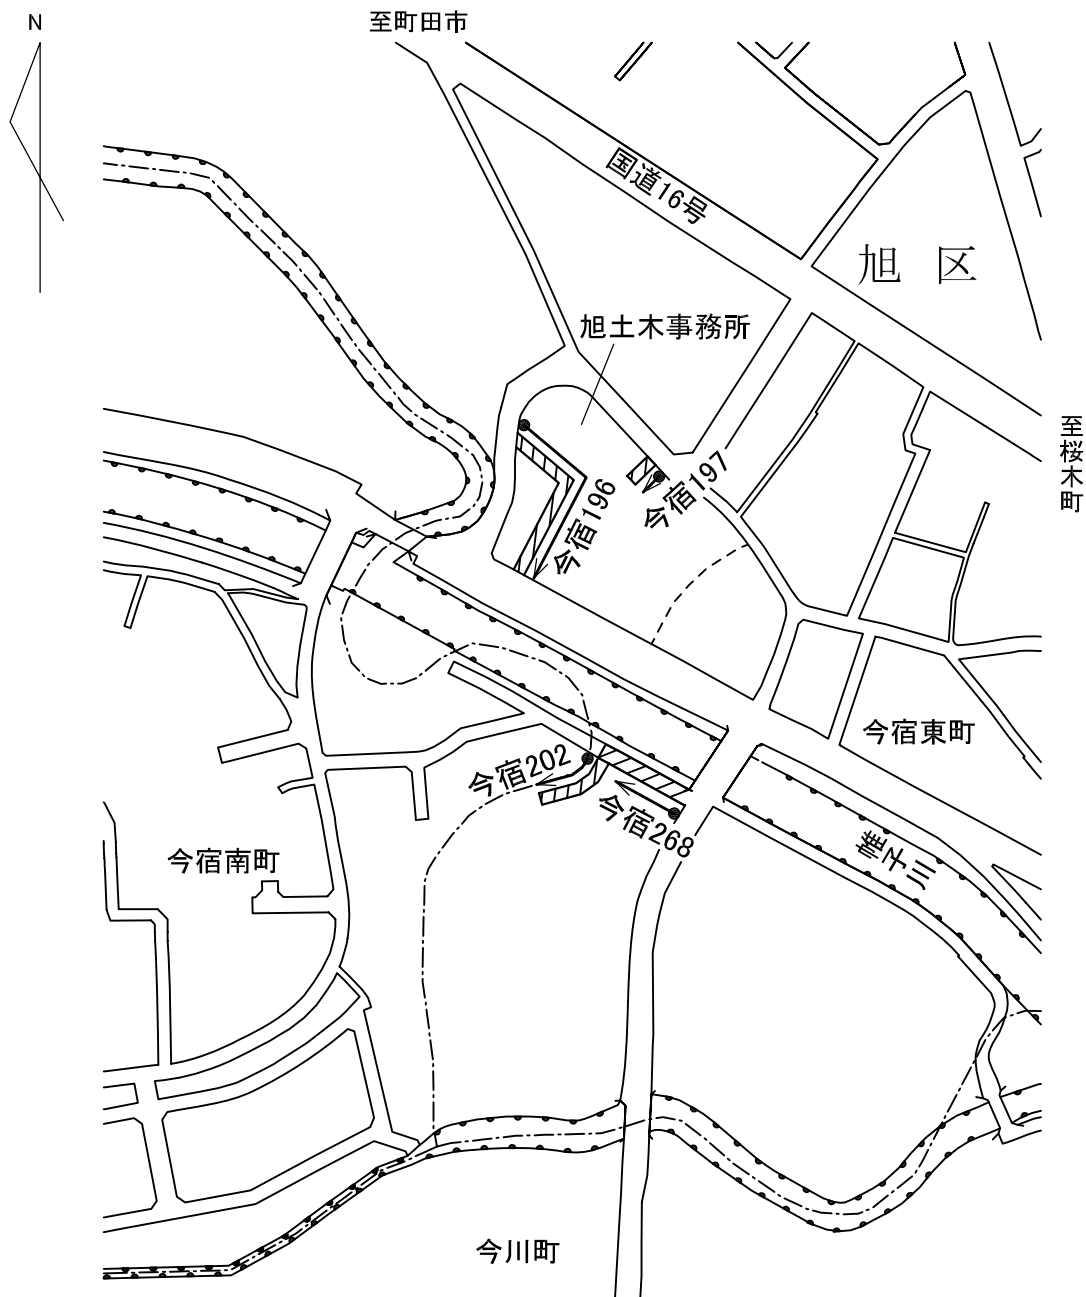 N
至町田市
国道16号
旭区
旭土木事務所
至桜木町
今宿197
今宿196
今宿東町
今宿202
今宿268
帷子川
今宿南町
今川町